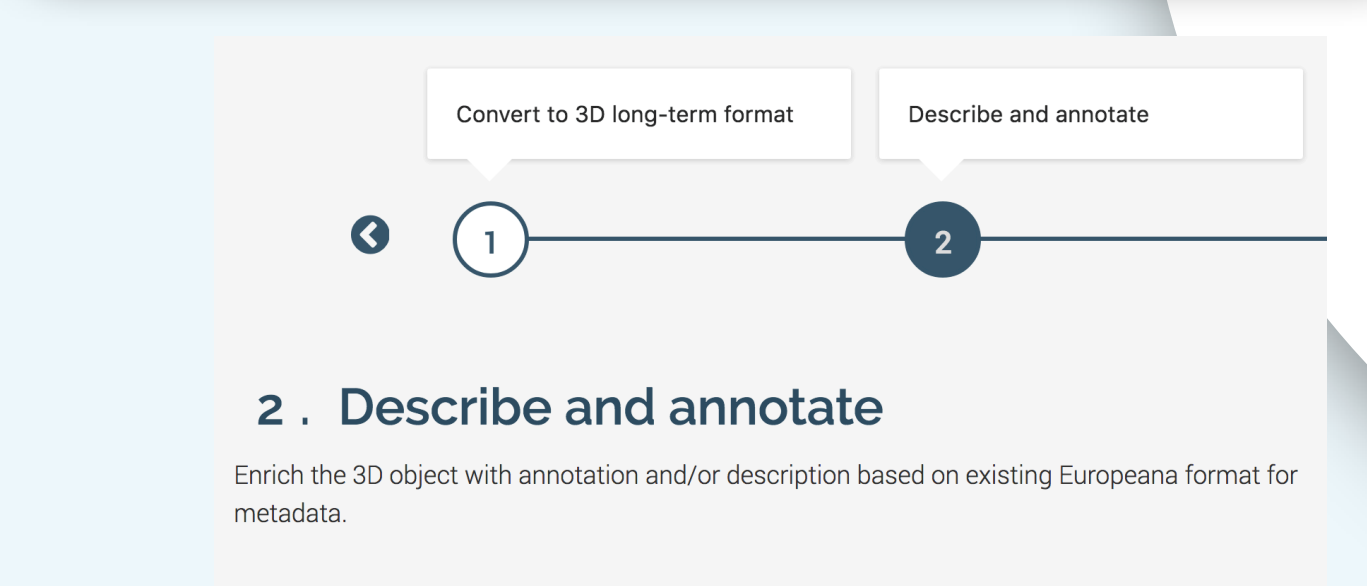 Convert to 3D long-term format
Describe and annotate
1
2
2 . Describe and annotate
Enrich the 3D object with annotation and/or description based on existing Europeana format for
metadata.